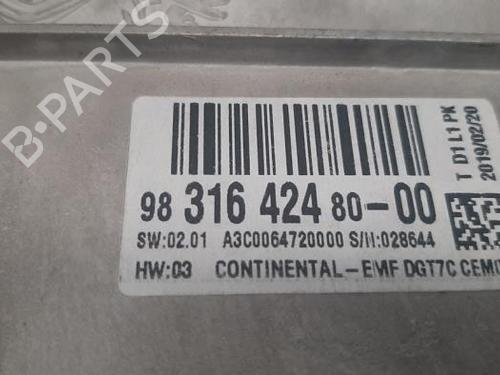 B-PARTS
T D1 L1 PK
2019/02/20
98 316 424 80-00
SW:02.01 A3C0064720000 S/N:028644
HW:03 CONTINENTAL-EMF DGT7C